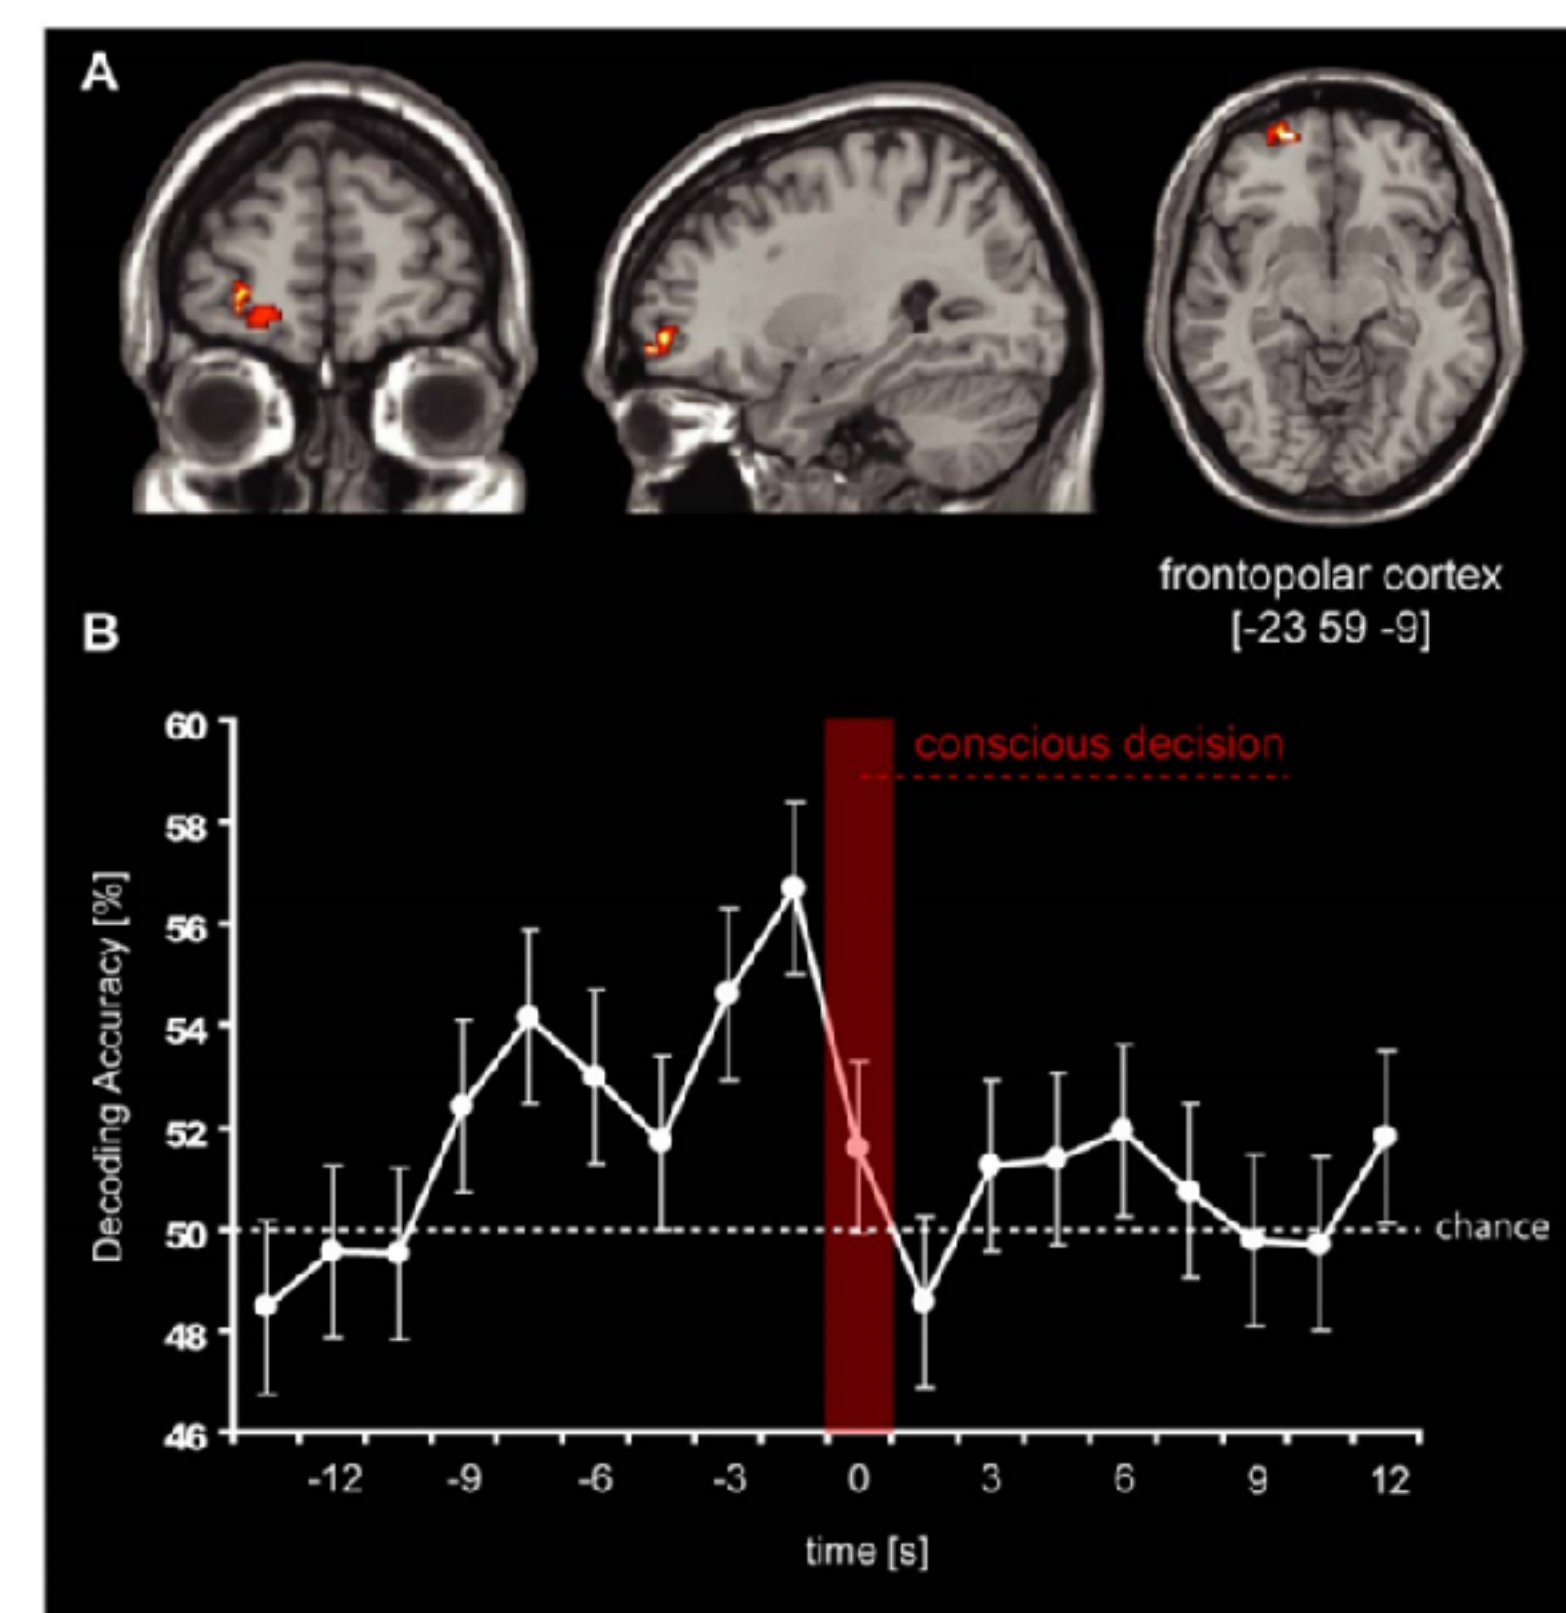 A
frontopolar cortex
[-23 59 -9]
B
60
conscious decision
58
56
54
52
50
chance
48
46
Decoding Accuracy [%]
-12 -9 -6 -3 0 3 6 9 12
time [s]